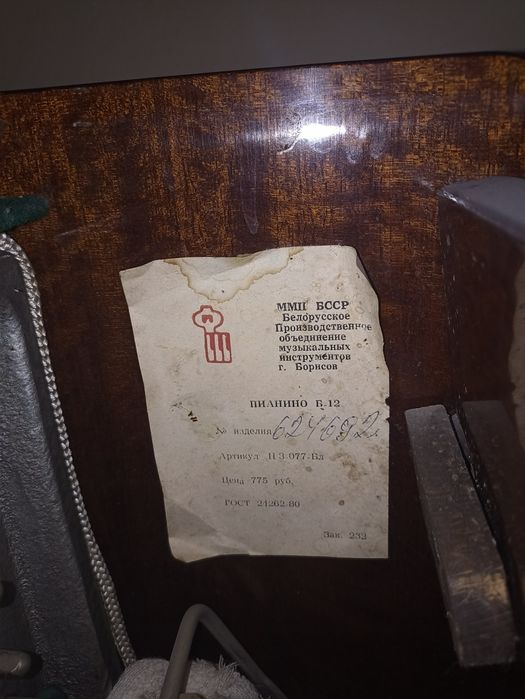 ММП БССР
Белорусское
Производственное
объединение
музыкальных
инструментов
г. Борисов
ПИАНИНО Б-12
№ изделия 624692
Артикул П 3.077-Бл
Цена 775 руб.
ГОСТ 24262-80
Зак. 232